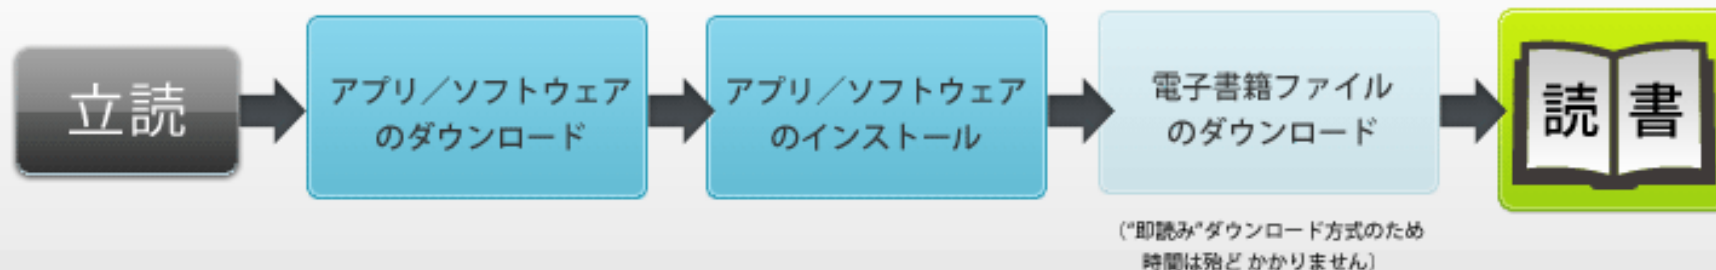 立読
アプリ／ソフトウェア
のダウンロード
アプリ／ソフトウェア
のインストール
電子書籍ファイル
のダウンロード
（“即読み”ダウンロード方式のため
時間は殆ど かかりません）
読書